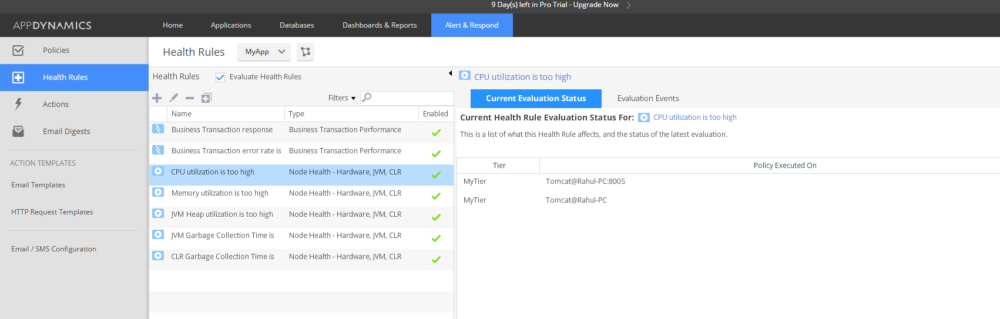 9 Day(s) left in Pro Trial - Upgrade Now
APPDYNAMICS Home Applications Databases Dashboards & Reports Alert & Respond
Policies
Health Rules
Actions
Email Digests
ACTION TEMPLATES
Email Templates
HTTP Request Templates
Email / SMS Configuration
Health Rules MyApp
Health Rules Evaluate Health Rules
Filters
Name Type Enabled
Business Transaction response Business Transaction Performance
Business Transaction error rate is Business Transaction Performance
CPU utilization is too high Node Health - Hardware, JVM, CLR
Memory utilization is too high Node Health - Hardware, JVM, CLR
JVM Heap utilization is too high Node Health - Hardware, JVM, CLR
JVM Garbage Collection Time is Node Health - Hardware, JVM, CLR
CLR Garbage Collection Time is Node Health - Hardware, JVM, CLR
CPU utilization is too high
Current Evaluation Status Evaluation Events
Current Health Rule Evaluation Status For: CPU utilization is too high
This is a list of what this Health Rule affects, and the status of the latest evaluation.
Tier Policy Executed On
MyTier Tomcat@Rahul-PC:8005
MyTier Tomcat@Rahul-PC